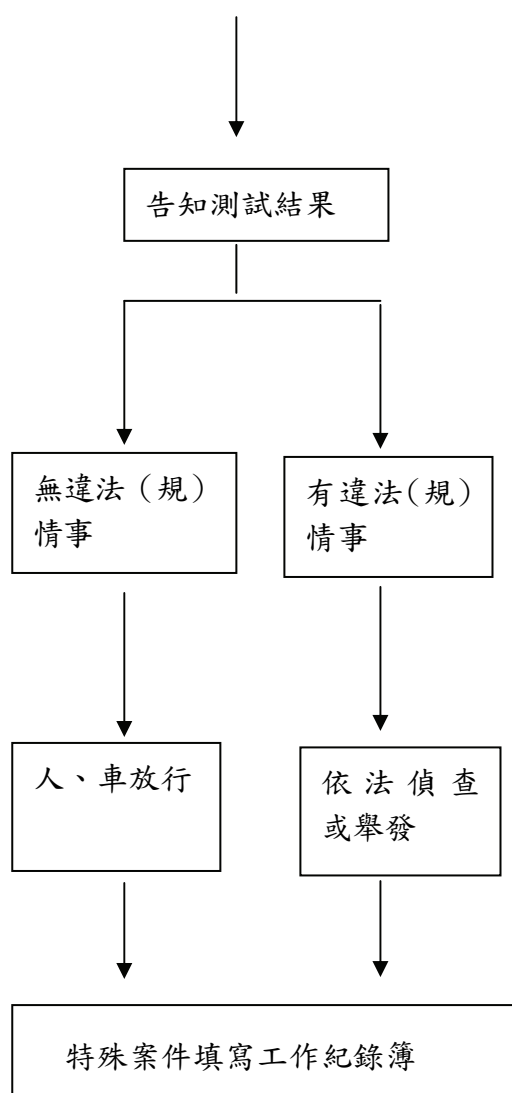 告知測試結果
無違法（規）
情事
有違法（規）
情事
人、車放行
依法偵查
或舉發
特殊案件填寫工作紀錄簿